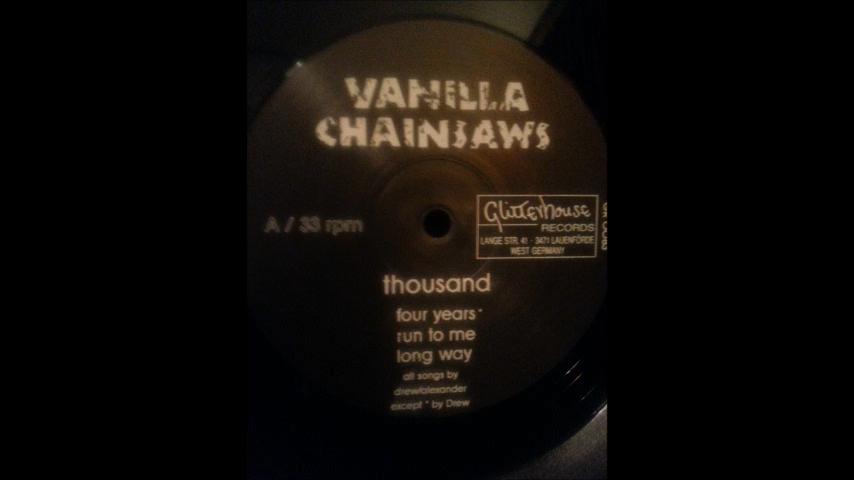 VANILLA
CHAINSAWS
A / 33 rpm
Glitterhouse
RECORDS
LANGE STR. 41 - 3471 LAUENFÖRDE
WEST GERMANY
thousand
four years*
run to me
long way
all songs by
drew/alexander
except * by Drew